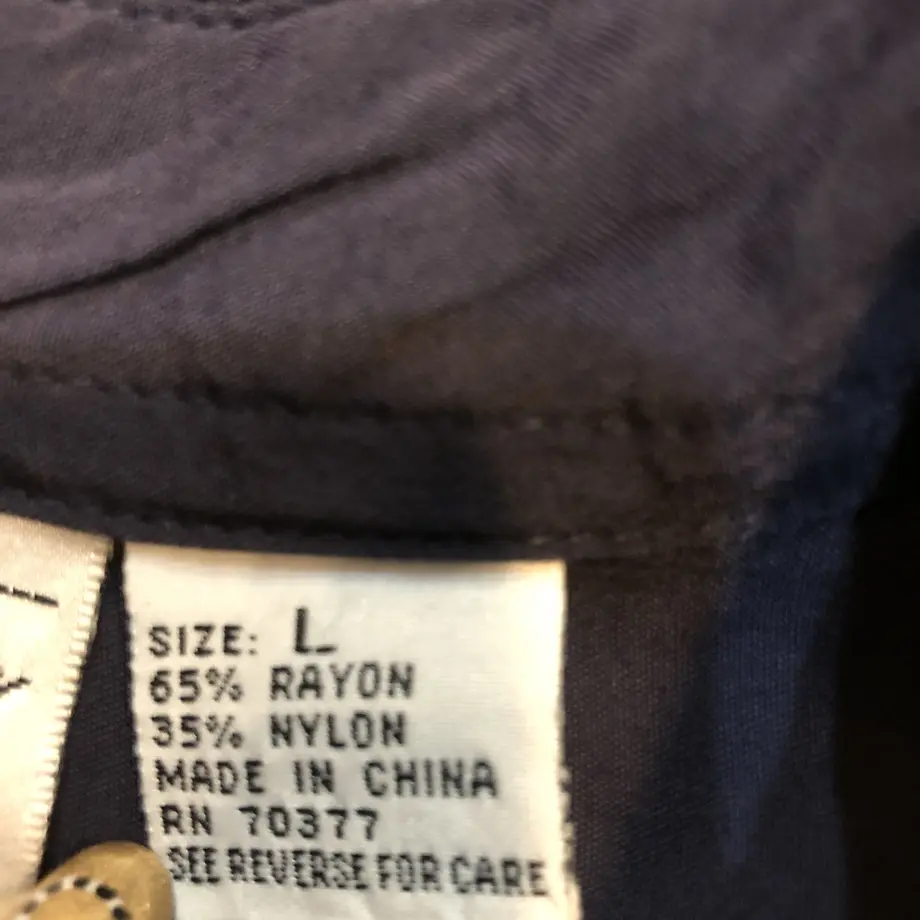 SIZE: L
65% RAYON
35% NYLON
MADE IN CHINA
RN 70377
SEE REVERSE FOR CARE